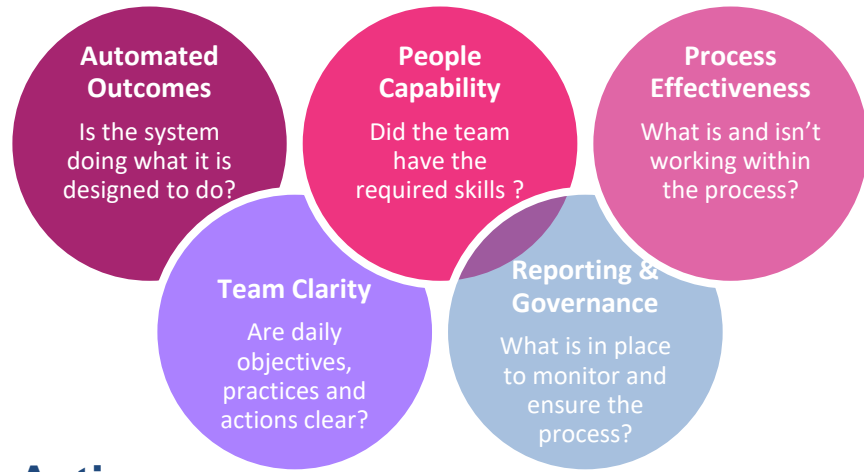 Automated
Outcomes
Is the system
doing what it is
designed to do?
People
Capability
Did the team
have the
required skills ?
Process
Effectiveness
What is and isn’t
working within
the process?
Team Clarity
Are daily
objectives,
practices and
actions clear?
Reporting &
Governance
What is in place
to monitor and
ensure the
process?